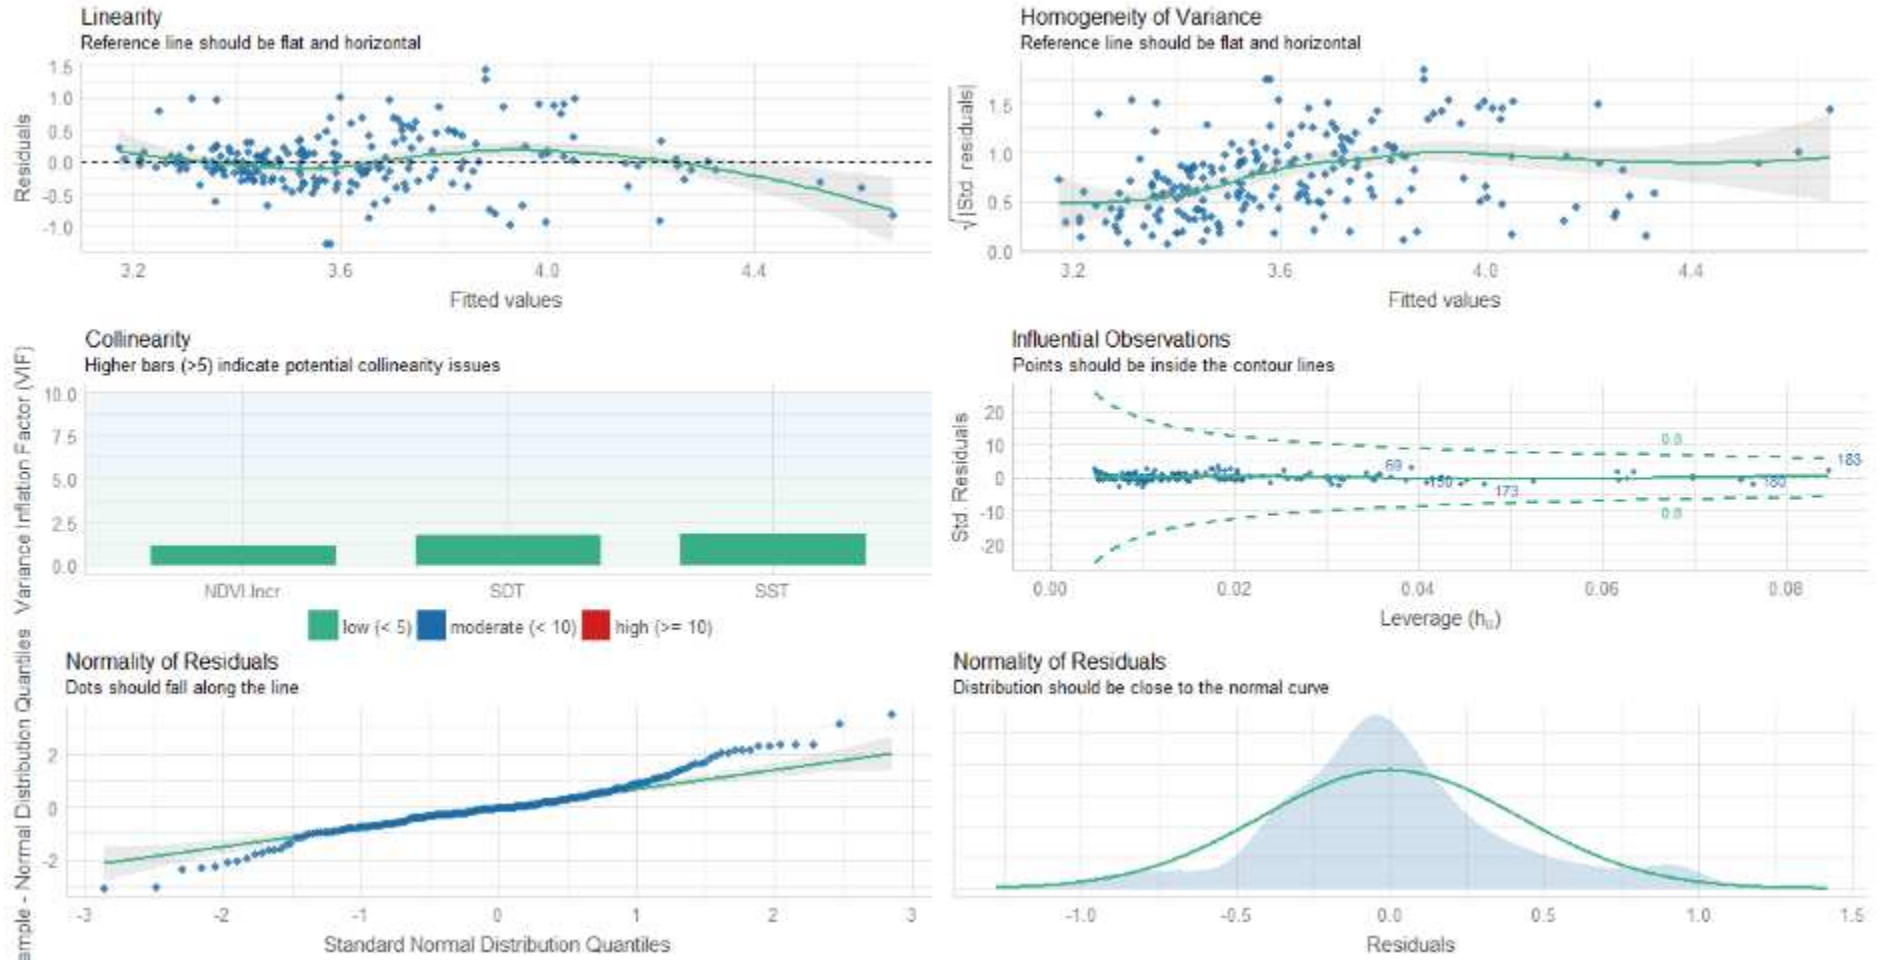 Linearity
Reference line should be flat and horizontal
1.5
1.0
0.5
0.0
-0.5
-1.0
Residuals
3.2 3.6 4.0 4.4
Fitted values
Homogeneity of Variance
Reference line should be flat and horizontal
1.5
1.0
0.5
0.0
√|Std. residuals|
3.2 3.6 4.0 4.4
Fitted values
Collinearity
Higher bars (>5) indicate potential collinearity issues
Variance Inflation Factor (VIF)
10.0
7.5
5.0
2.5
0.0
NDVI.Incr SDT SST
low (< 5) moderate (< 10) high (>= 10)
Influential Observations
Points should be inside the contour lines
Std. Residuals
20
10
0
-10
-20
0.8
69
150
173
180
183
0.8
0.00 0.02 0.04 0.06 0.08
Leverage (hᵢᵢ)
Normality of Residuals
Dots should fall along the line
ample - Normal Distribution Quantiles
2
0
-2
-3 -2 -1 0 1 2 3
Standard Normal Distribution Quantiles
Normality of Residuals
Distribution should be close to the normal curve
-1.0 -0.5 0.0 0.5 1.0 1.5
Residuals